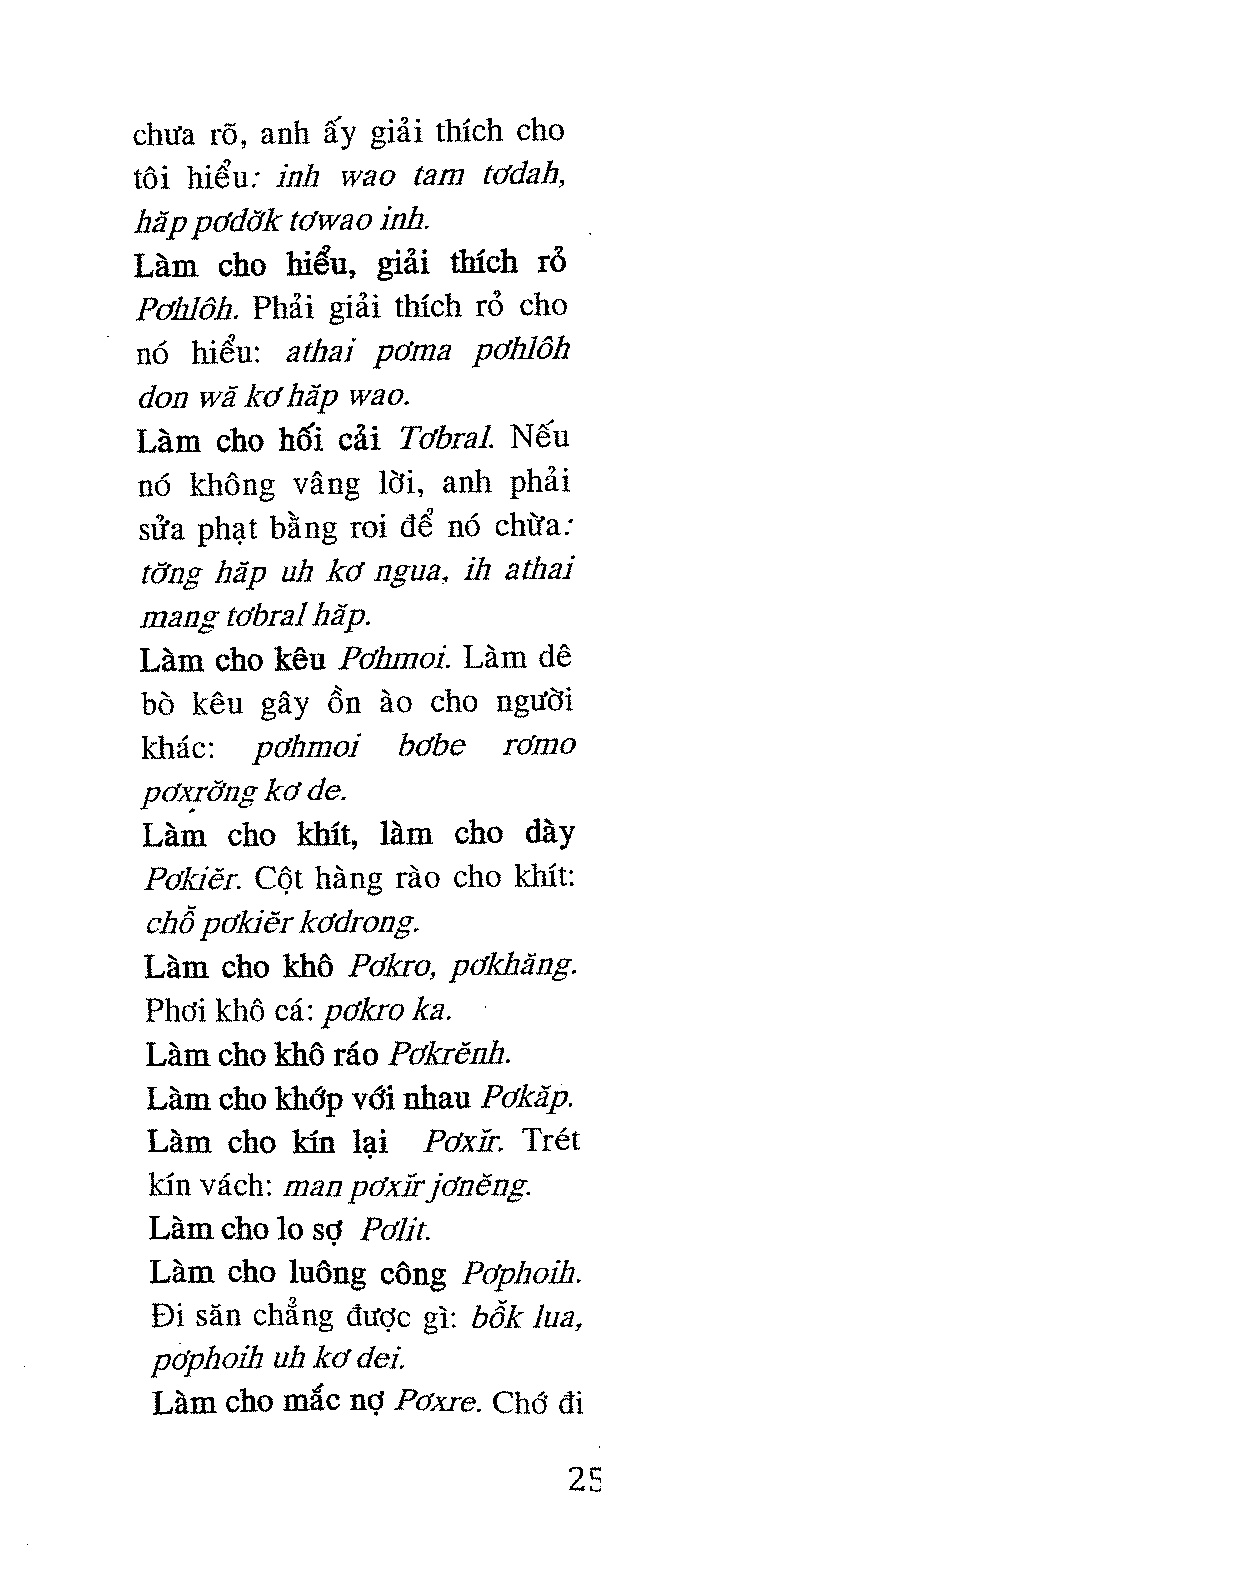 chưa rõ, anh ấy giải thích cho
tôi hiểu: inh wao tam tơdah,
hăp pơdơ̆k tơwao inh.
Làm cho hiểu, giải thích rỏ
Pơhlôh. Phải giải thích rỏ cho
nó hiểu: athai pơma pơhlôh
don wă kơ hăp wao.
Làm cho hối cải Tơbral. Nếu
nó không vâng lời, anh phải
sửa phạt bằng roi để nó chừa:
tơ̆ng hăp uh kơ ngua, ih athai
mang tơbral hăp.
Làm cho kêu Pơhmoi. Làm dê
bò kêu gây ồn ào cho người
khác: pơhmoi bơbe rơmo
pơxrơ̆ng kơ de.
Làm cho khít, làm cho dày
Pơkiĕr. Cột hàng rào cho khít:
chô̆ pơkiĕr kơdrong.
Làm cho khô Pơkro, pơkhăng.
Phơi khô cá: pơkro ka.
Làm cho khô ráo Pơkrĕnh.
Làm cho khớp với nhau Pơkăp.
Làm cho kín lại Pơxĭr. Trét
kín vách: man pơxĭr jơnĕng.
Làm cho lo sợ Pơlit.
Làm cho luông công Pơphoih.
Đi săn chẳng được gì: bô̆k lua,
pơphoih uh kơ dei.
Làm cho mắc nợ Pơxre. Chớ đi